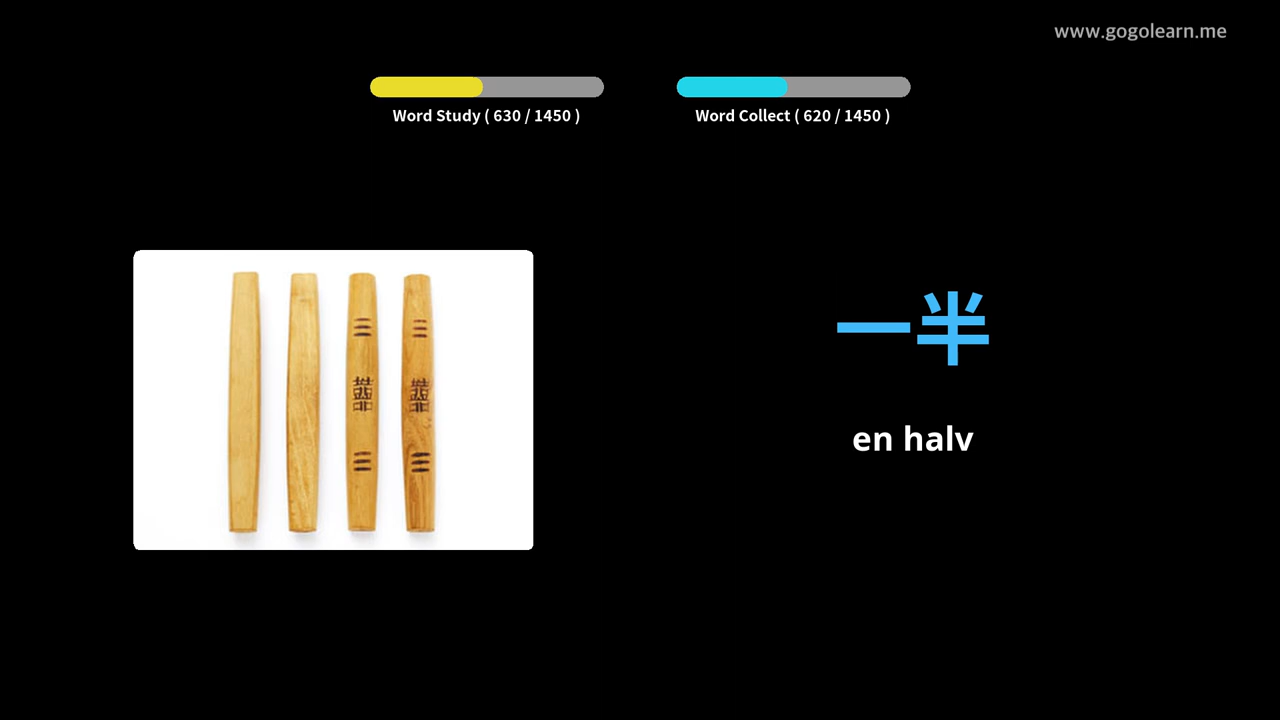 www.gogolearn.me
Word Study ( 630 / 1450 )
Word Collect ( 620 / 1450 )
一半
en halv